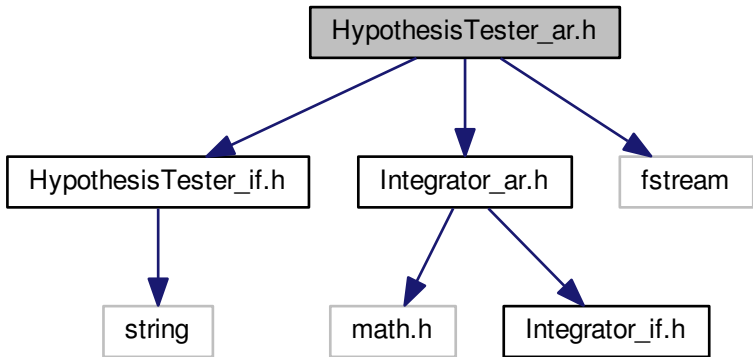 HypothesisTester_ar.h
HypothesisTester_if.h
Integrator_ar.h
fstream
string
math.h
Integrator_if.h